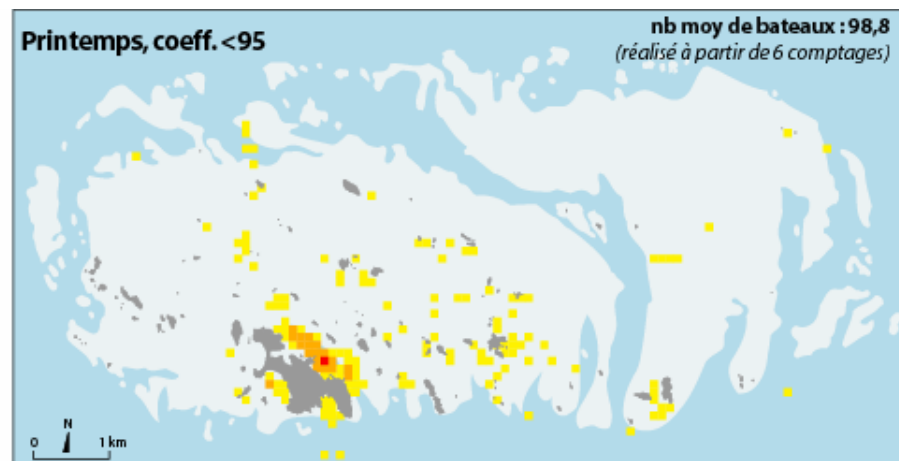 Printemps, coeff. <95
nb moy de bateaux : 98,8
(réalisé à partir de 6 comptages)
N
0 1 km